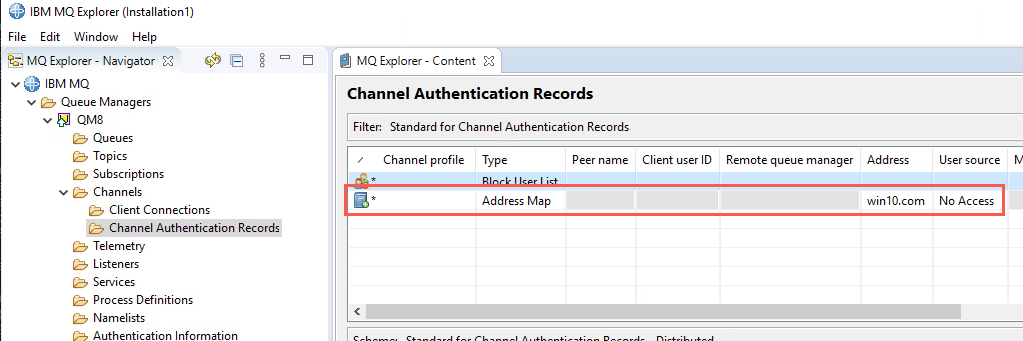 IBM MQ Explorer (Installation1)
File Edit Window Help
MQ Explorer - Navigator
IBM MQ
Queue Managers
QM8
Queues
Topics
Subscriptions
Channels
Client Connections
Channel Authentication Records
Telemetry
Listeners
Services
Process Definitions
Namelists
Authentication Information
MQ Explorer - Content
Channel Authentication Records
Filter: Standard for Channel Authentication Records
Channel profile Type Peer name Client user ID Remote queue manager Address User source M
* Block User List
* Address Map win10.com No Access
Scheme: Standard for Channel Authentication Records - Distributed